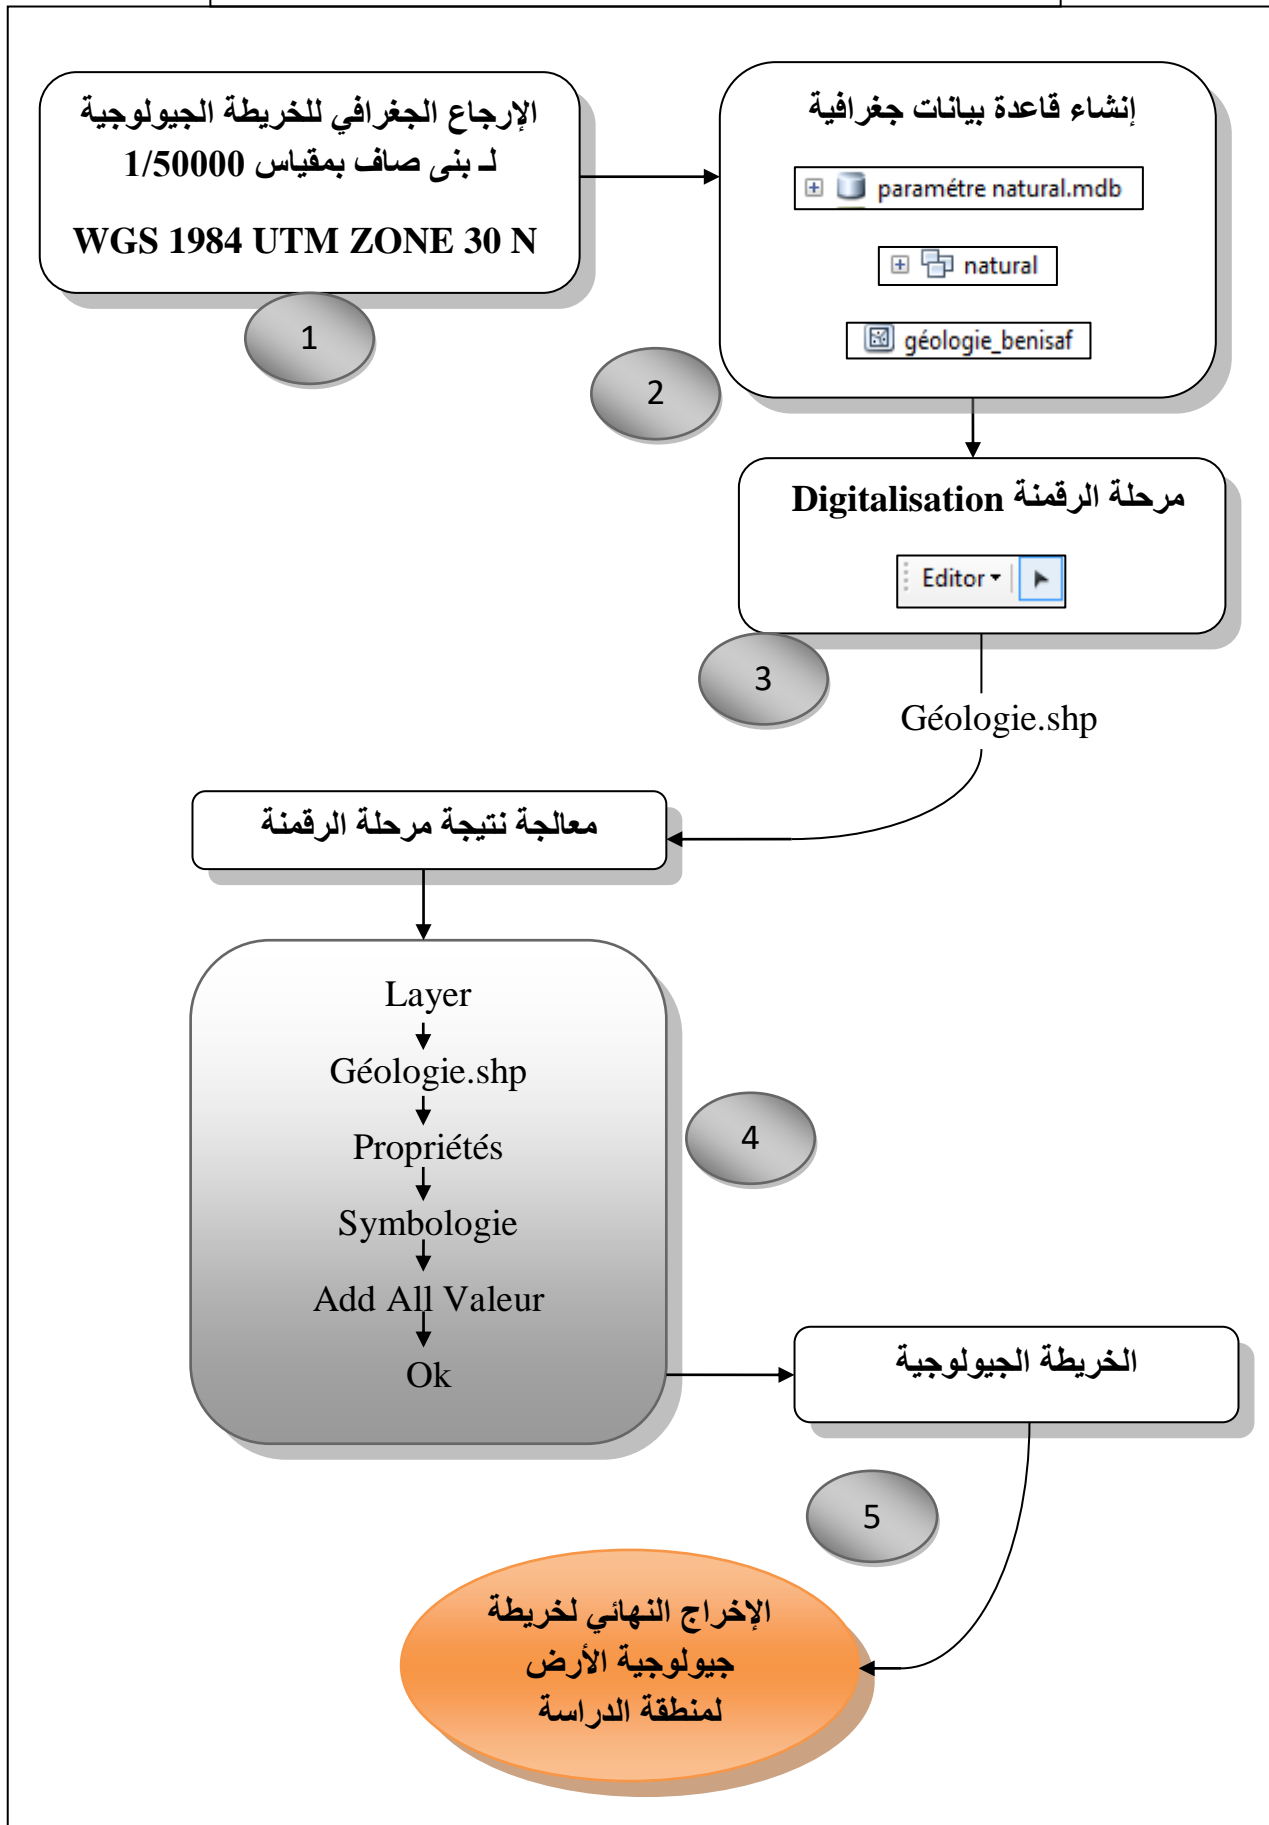 الإرجاع الجغرافي للخريطة الجيولوجية
لـ بنى صاف بمقياس 1/50000
WGS 1984 UTM ZONE 30 N
1
إنشاء قاعدة بيانات جغرافية
paramétre natural.mdb
natural
géologie_benisaf
2
مرحلة الرقمنة Digitalisation
Editor
3
Géologie.shp
معالجة نتيجة مرحلة الرقمنة
Layer
Géologie.shp
Propriétés
Symbologie
Add All Valeur
Ok
4
الخريطة الجيولوجية
5
الإخراج النهائي لخريطة
جيولوجية الأرض
لمنطقة الدراسة